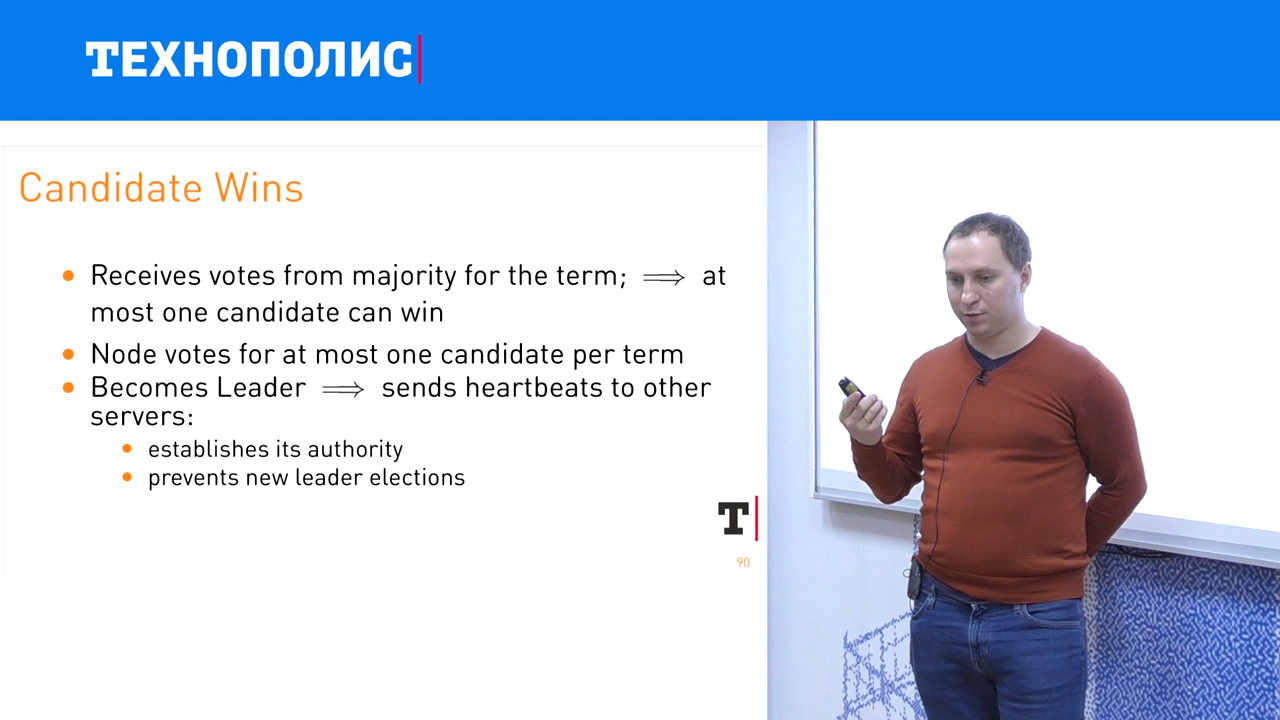 ТЕХНОПОЛИС
Candidate Wins
• Receives votes from majority for the term; ⟹ at
most one candidate can win
• Node votes for at most one candidate per term
• Becomes Leader ⟹ sends heartbeats to other
servers:
• establishes its authority
• prevents new leader elections
T
90